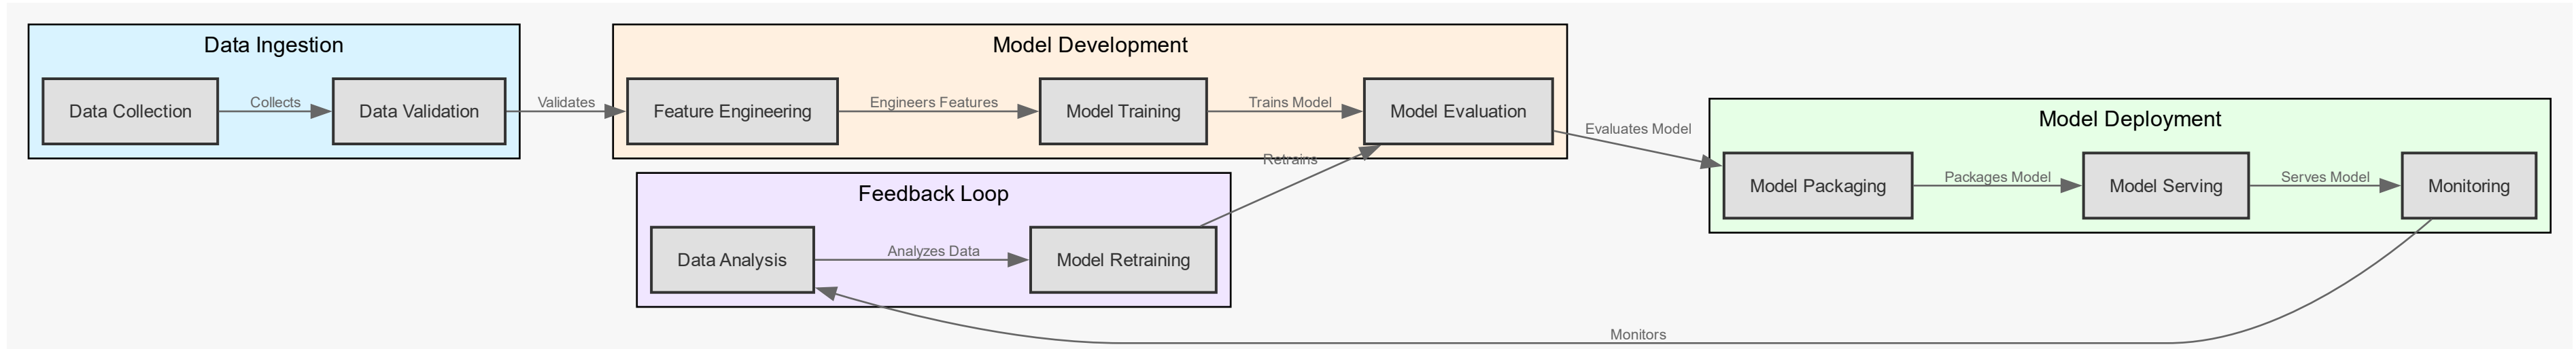 Data Ingestion
Data Collection
Collects
Data Validation
Validates
Model Development
Feature Engineering
Engineers Features
Model Training
Trains Model
Model Evaluation
Evaluates Model
Model Deployment
Model Packaging
Packages Model
Model Serving
Serves Model
Monitoring
Retrains
Feedback Loop
Data Analysis
Analyzes Data
Model Retraining
Monitors